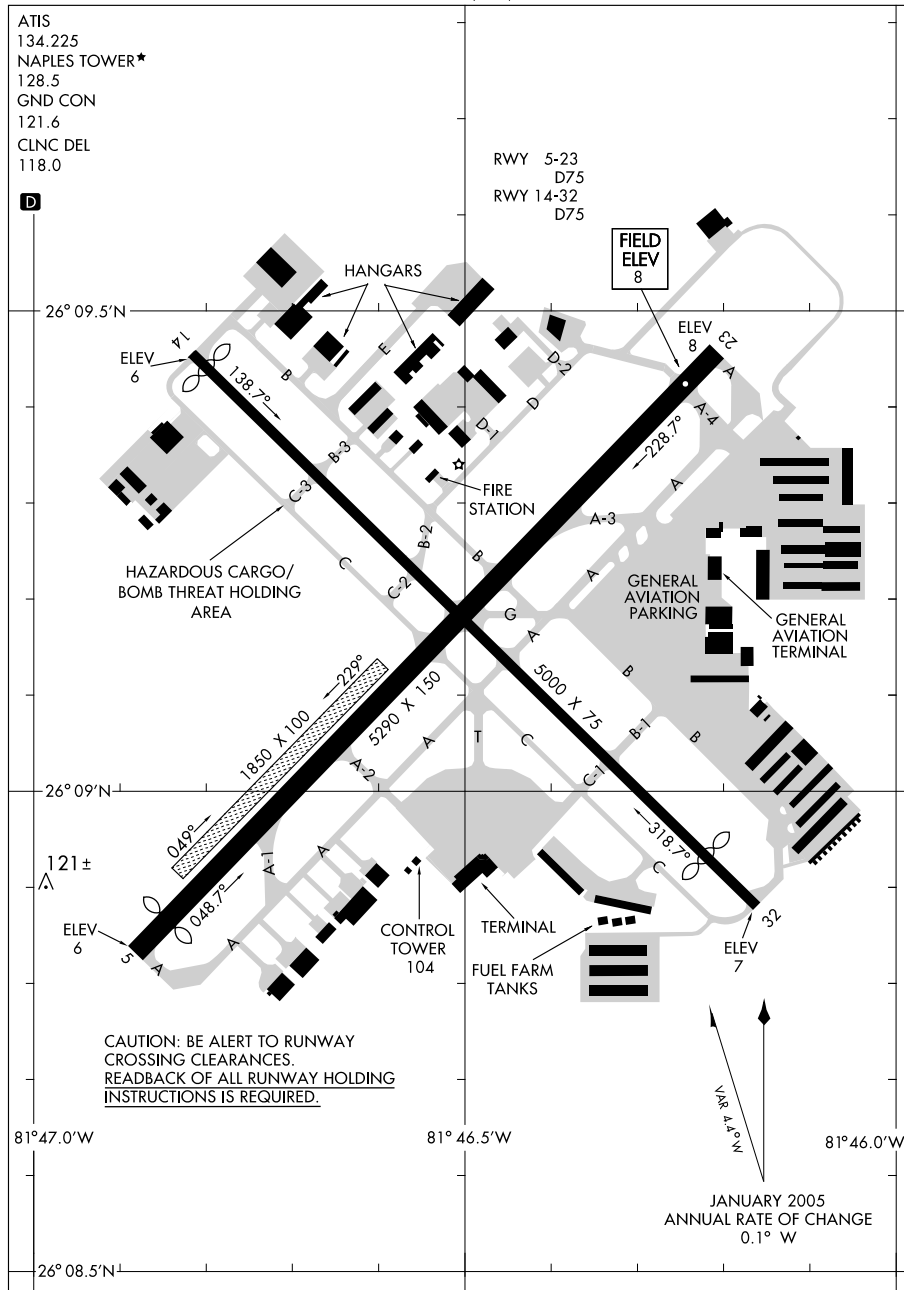 ATIS
134.225
NAPLES TOWER★
128.5
GND CON
121.6
CLNC DEL
118.0
D
RWY 5-23
D75
RWY 14-32
D75
FIELD
ELEV
8
HANGARS
26°09.5'N
14
ELEV
6
ELEV
8
23
A
138.7°
B
E
D-2
D
D-1
A-4
228.7°
B-3
C-3
FIRE
STATION
A
A-3
B-2
HAZARDOUS CARGO/
BOMB THREAT HOLDING
AREA
C
C-2
B
A
G
A
GENERAL
AVIATION
PARKING
GENERAL
AVIATION
TERMINAL
229°
1850 X 100
049°
5290 X 150
5000 X 75
B
B-1
B
A
T
C
A-2
C-1
26°09'N
318.7°
C
A-1
A
121±
048.7°
A
ELEV
6
5
A
CONTROL
TOWER
104
TERMINAL
FUEL FARM
TANKS
32
ELEV
7
CAUTION: BE ALERT TO RUNWAY
CROSSING CLEARANCES.
READBACK OF ALL RUNWAY HOLDING
INSTRUCTIONS IS REQUIRED.
VAR 4.4°W
81°47.0'W
81°46.5'W
81°46.0'W
JANUARY 2005
ANNUAL RATE OF CHANGE
0.1° W
26°08.5'N